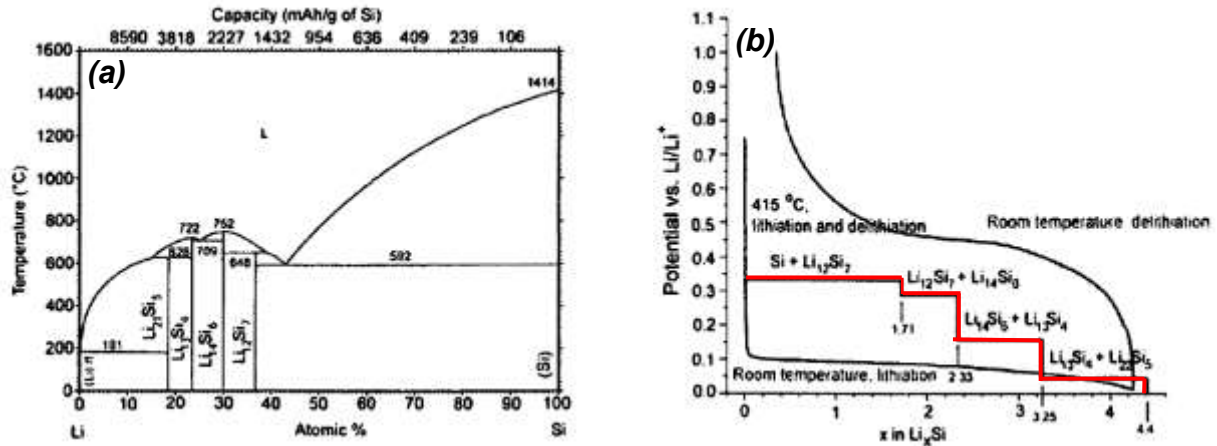 Capacity (mAh/g of Si)
8590 3818 2227 1432 954 636 409 239 106
(a)
1600
1400
1200
1000
800
600
400
200
0
Temperature (°C)
1414
L
722 752
628 709
648
592
181
Li21Si5
Li13Si4
Li14Si6
Li12Si7
(Si)
0 10 20 30 40 50 60 70 80 90 100
Li Atomic % Si
(b)
1.1
1.0
0.9
0.8
0.7
0.6
0.5
0.4
0.3
0.2
0.1
0.0
Potential vs. Li/Li+
415 °C,
lithiation and delithiation
Room temperature delithiation
Si + Li12Si7
Li12Si7 + Li14Si6
1.71
Li14Si6 + Li13Si4
Li13Si4 + Li22Si5
Room temperature, lithiation
2.33
0 1 2 3 4
3.25 4.4
x in LixSi